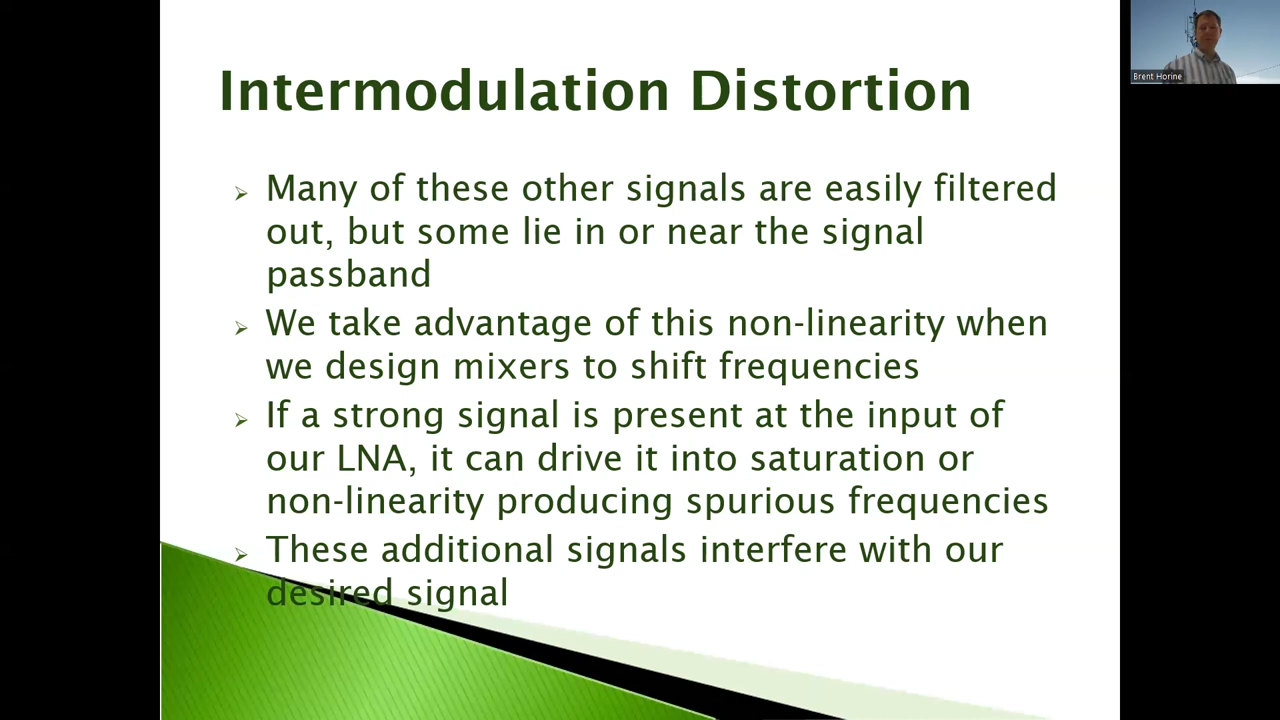 Intermodulation Distortion
Many of these other signals are easily filtered
out, but some lie in or near the signal
passband
We take advantage of this non-linearity when
we design mixers to shift frequencies
If a strong signal is present at the input of
our LNA, it can drive it into saturation or
non-linearity producing spurious frequencies
These additional signals interfere with our
desired signal
Brent Horine